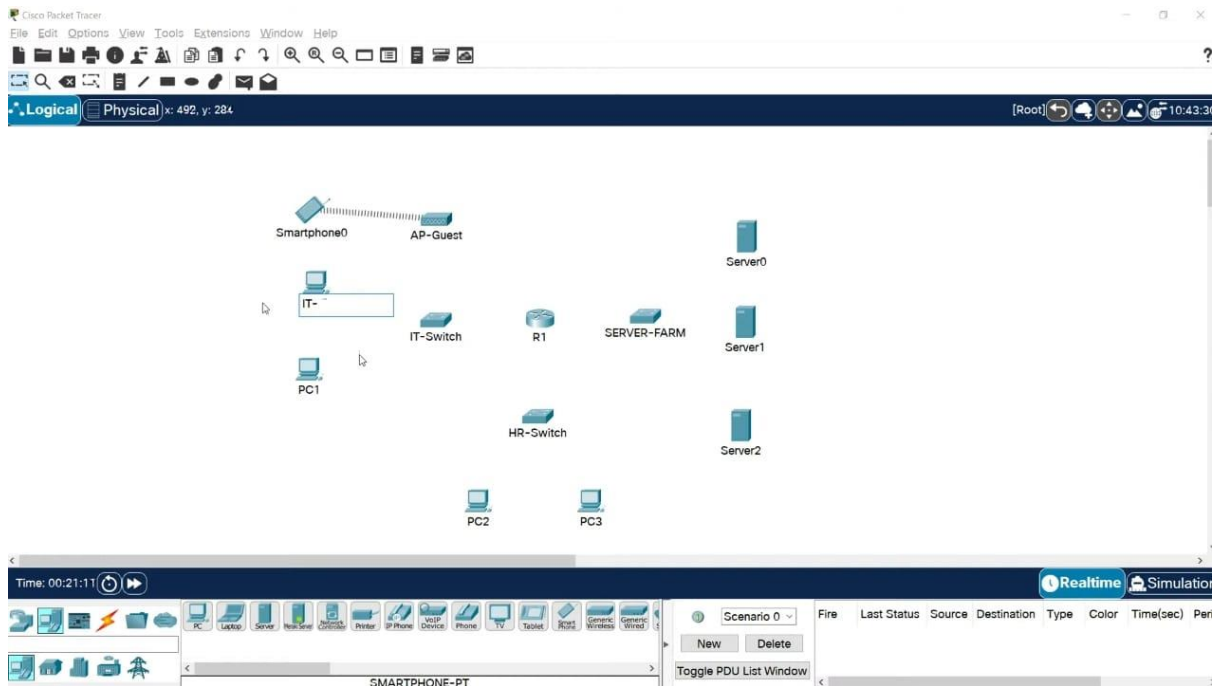 Cisco Packet Tracer
File Edit Options View Tools Extensions Window Help
?
Logical Physical x: 492, y: 284 [Root] 10:43:30
Smartphone0
AP-Guest
Server0
IT-
IT-Switch
R1
SERVER-FARM
Server1
PC1
HR-Switch
Server2
PC2
PC3
Time: 00:21:11 Realtime Simulation
PC Laptop Server Printer IP Phone VoIP Device Phone TV Tablet Smart Phone Generic Wireless Generic Wired
Scenario 0 Fire Last Status Source Destination Type Color Time(sec) Peri
New Delete
Toggle PDU List Window
SMARTPHONE-PT